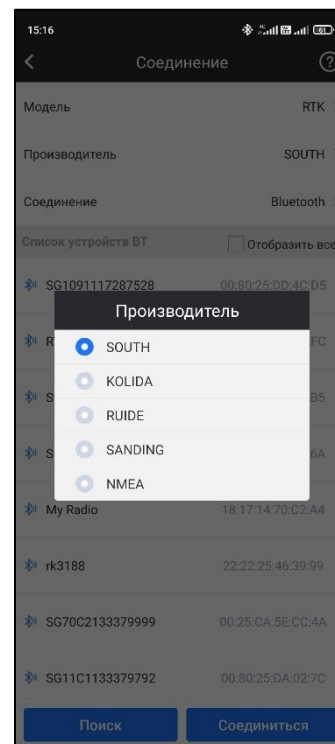 15:16
Соединение
Модель RTK
Производитель SOUTH
Соединение Bluetooth
Список устройств BT Отобразить все
SG1091117287528 00:80:25:DD:4C:D5
Производитель
SOUTH
KOLIDA
RUIDE
SANDING
NMEA
My Radio 18:17:14:70:C2:A4
rk3188 22:22:25:46:39:99
SG70C2133379999 00:25:CA:5E:CC:4A
SG11C1133379792 00:80:25:DA:02:7C
Поиск Соединиться